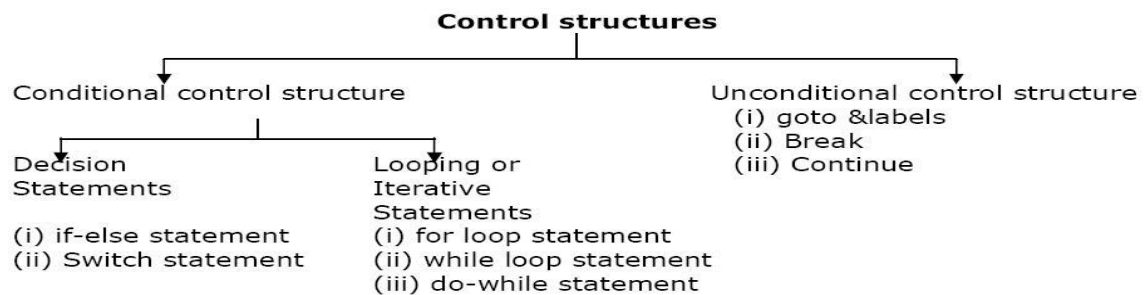 Control structures
Conditional control structure
Decision
Statements
(i) if-else statement
(ii) Switch statement
Looping or
Iterative
Statements
(i) for loop statement
(ii) while loop statement
(iii) do-while statement
Unconditional control structure
(i) goto &labels
(ii) Break
(iii) Continue